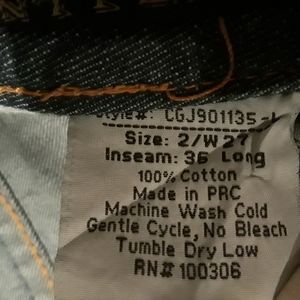 Style#: CGJ901135-L
Size: 2/W27
Inseam: 36 Long
100% Cotton
Made in PRC
Machine Wash Cold
Gentle Cycle, No Bleach
Tumble Dry Low
RN# 100306